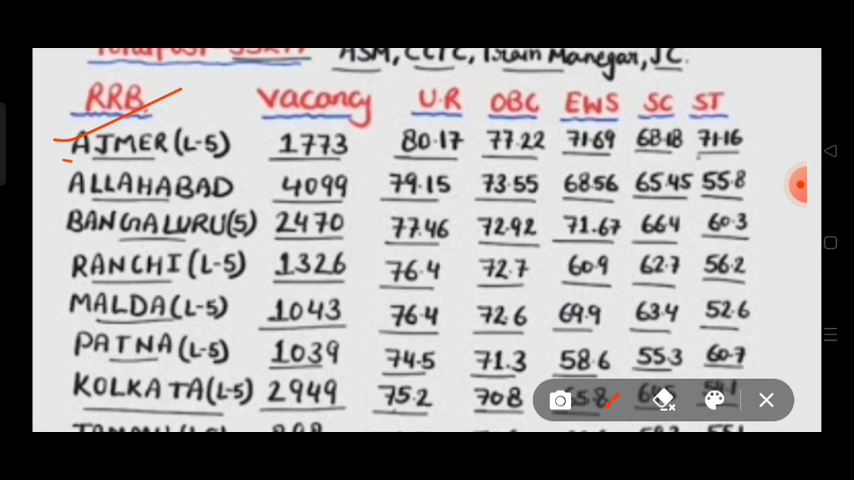 ASM, CCTC, Train Maneger, JC.
RRB. Vacancy U.R OBC EWS SC ST
AJMER (L-5) 1773 80.17 77.22 71.69 68.18 71.16
ALLAHABAD 4099 79.15 73.55 68.56 65.45 55.8
BANGALURU(5) 2470 77.46 72.92 71.67 66.4 60.3
RANCHI (L-5) 1326 76.4 72.7 60.9 62.7 56.2
MALDA (L-5) 1043 76.4 72.6 69.9 63.4 52.6
PATNA (L-5) 1039 74.5 71.3 58.6 55.3 60.7
KOLKATA (L-5) 2949 75.2 70.8 65.8